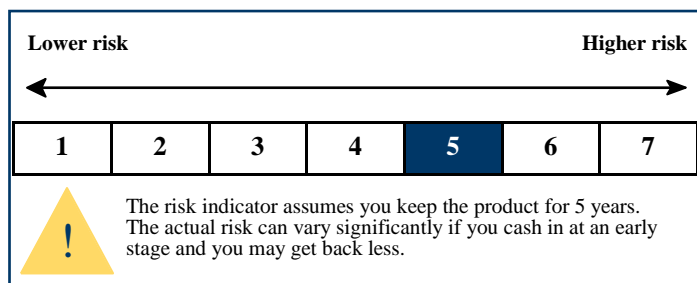 Lower risk Higher risk
1 2 3 4 5 6 7
!
The risk indicator assumes you keep the product for 5 years.
The actual risk can vary significantly if you cash in at an early
stage and you may get back less.